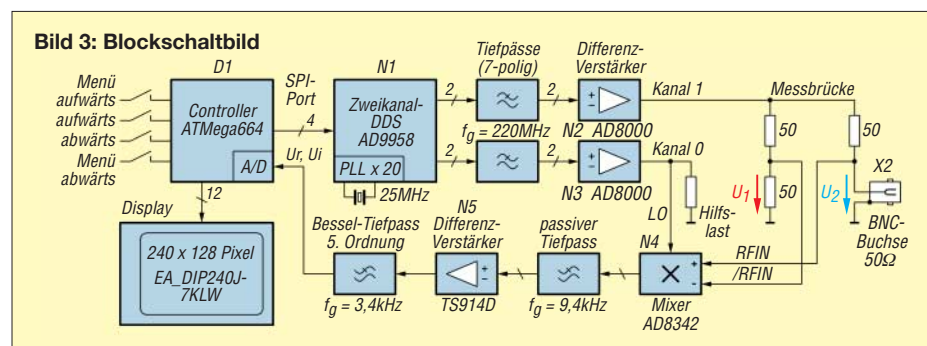 Bild 3: Blockschaltbild
Menü
aufwärts
aufwärts
abwärts
Menü
abwärts
D1
Controller
ATMega664
A/D
SPI-
Port
4
Ur, Ui
12
Display
240 x 128 Pixel
EA_DIP240J-
7KLW
N1
Zweikanal-
DDS
AD9958
PLL x 20
25MHz
2
2
Tiefpässe
(7-polig)
fg = 220MHz
2
2
Differenz-
Verstärker
+
−
N2 AD8000
+
−
N3 AD8000
Kanal 1
Kanal 0
LO
Hilfs-
last
Messbrücke
50
50
50
U1
U2
X2
BNC-
Buchse
50Ω
RFIN
/RFIN
N4
+
-
Mixer
AD8342
passiver
Tiefpass
fg = 9,4kHz
N5
Differenz-
Verstärker
+
−
TS914D
Bessel-Tiefpass
5. Ordnung
fg = 3,4kHz